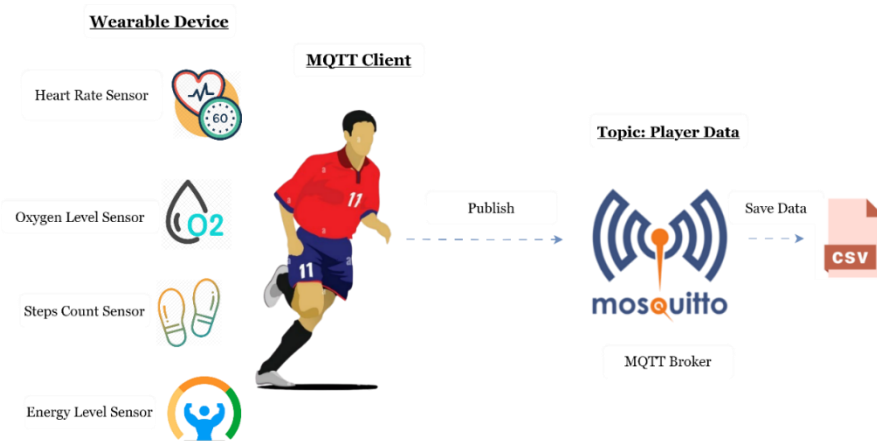 Wearable Device
MQTT Client
Heart Rate Sensor
60
Topic: Player Data
11
Oxygen Level Sensor
O2
Publish
Save Data
CSV
11
Steps Count Sensor
mosquitto
MQTT Broker
Energy Level Sensor